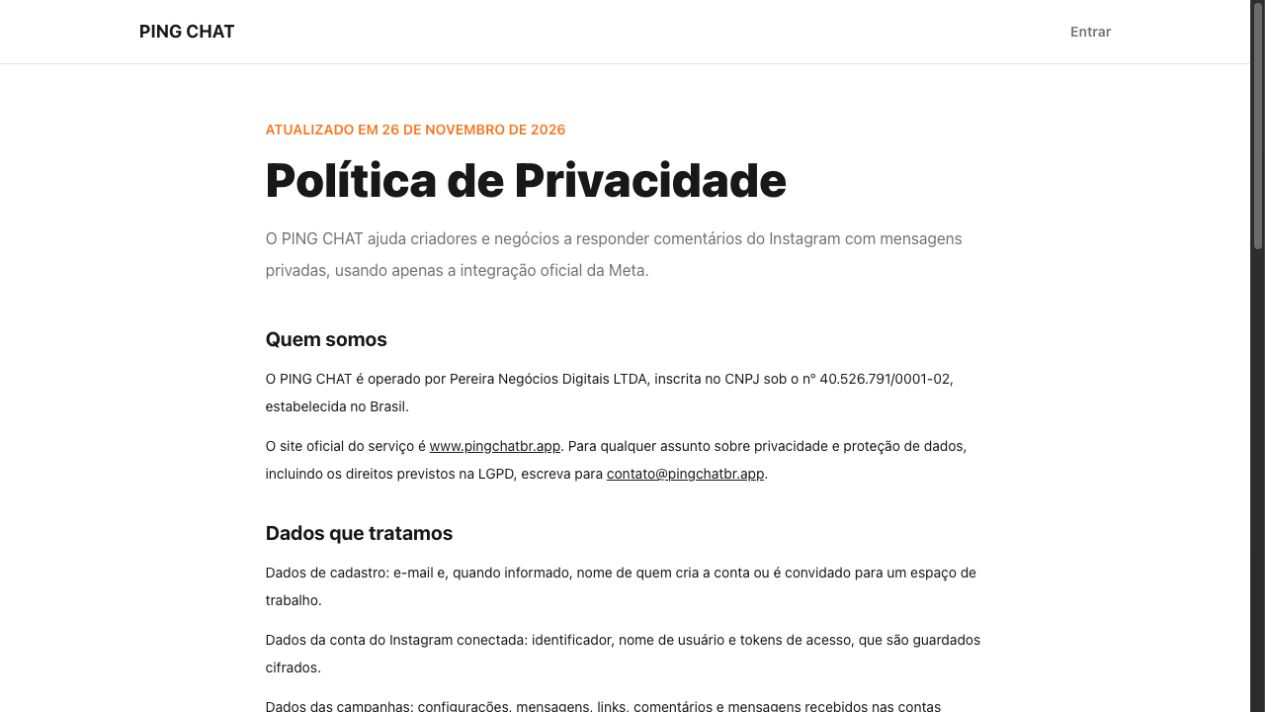 PING CHAT
Entrar
ATUALIZADO EM 26 DE NOVEMBRO DE 2026
Política de Privacidade
O PING CHAT ajuda criadores e negócios a responder comentários do Instagram com mensagens
privadas, usando apenas a integração oficial da Meta.
Quem somos
O PING CHAT é operado por Pereira Negócios Digitais LTDA, inscrita no CNPJ sob o nº 40.526.791/0001-02,
estabelecida no Brasil.
O site oficial do serviço é www.pingchatbr.app. Para qualquer assunto sobre privacidade e proteção de dados,
incluindo os direitos previstos na LGPD, escreva para contato@pingchatbr.app.
Dados que tratamos
Dados de cadastro: e-mail e, quando informado, nome de quem cria a conta ou é convidado para um espaço de
trabalho.
Dados da conta do Instagram conectada: identificador, nome de usuário e tokens de acesso, que são guardados
cifrados.
Dados das campanhas: configurações, mensagens, links, comentários e mensagens recebidos nas contas